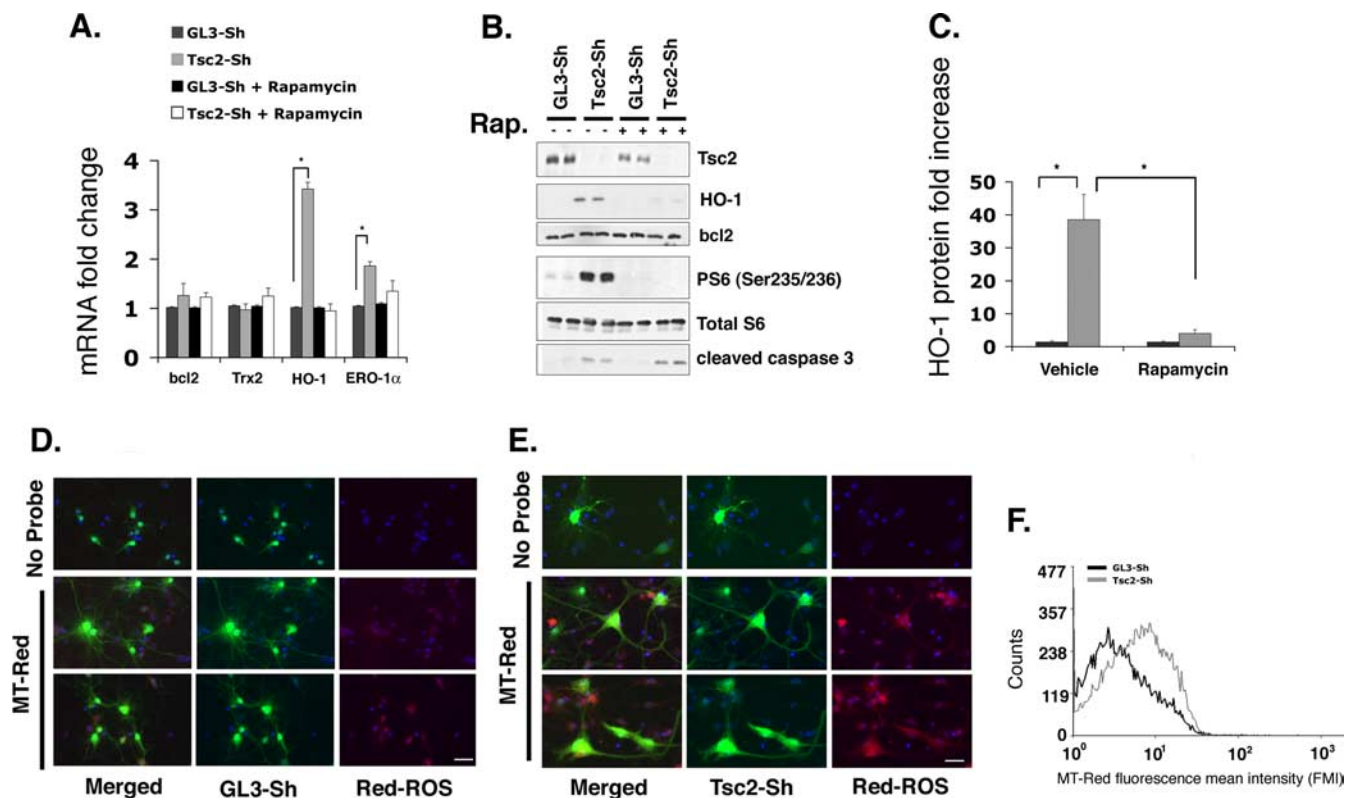 A.
GL3-Sh
Tsc2-Sh
GL3-Sh + Rapamycin
Tsc2-Sh + Rapamycin
mRNA fold change
4
3
2
1
0
*
*
bcl2
Trx2
HO-1
ERO-1α
B.
GL3-Sh
Tsc2-Sh
GL3-Sh
Tsc2-Sh
Rap.
- - - - + + + +
Tsc2
HO-1
bcl2
PS6 (Ser235/236)
Total S6
cleaved caspase 3
C.
HO-1 protein fold increase
50
40
30
20
10
0
*
*
Vehicle
Rapamycin
D.
No Probe
MT-Red
Merged
GL3-Sh
Red-ROS
E.
No Probe
MT-Red
Merged
Tsc2-Sh
Red-ROS
F.
GL3-Sh
Tsc2-Sh
Counts
477
357
238
119
0
10⁰
10¹
10²
10³
MT-Red fluorescence mean intensity (FMI)